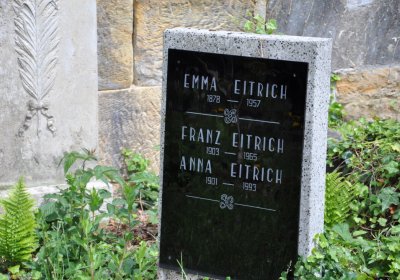 EMMA EITRICH
1878 — 1957
FRANZ EITRICH
1903 — 1965
ANNA EITRICH
1901 — 1993